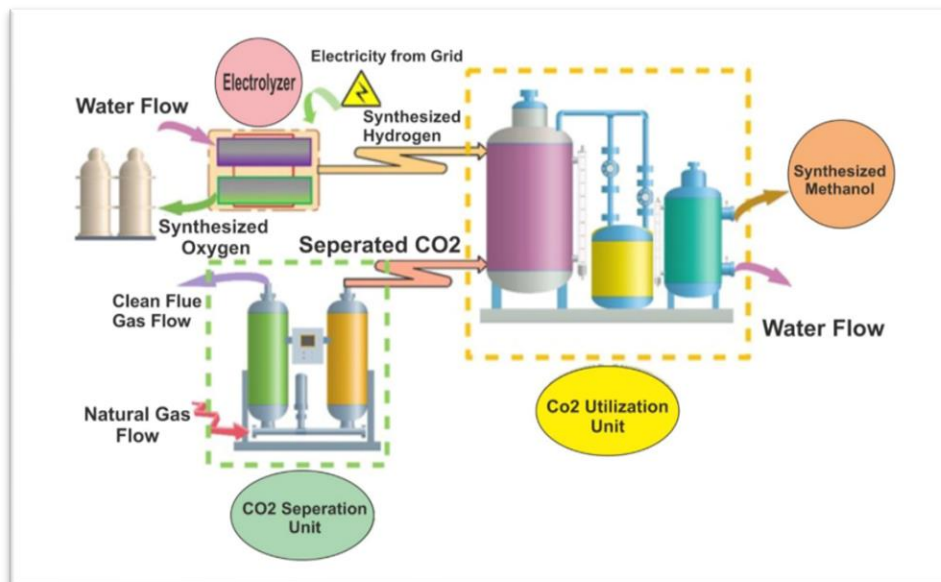 Electricity from Grid
Electrolyzer
Water Flow
Synthesized
Hydrogen
Synthesized
Methanol
Synthesized
Oxygen
Seperated CO2
Clean Flue
Gas Flow
Water Flow
Natural Gas
Flow
Co2 Utilization
Unit
CO2 Seperation
Unit